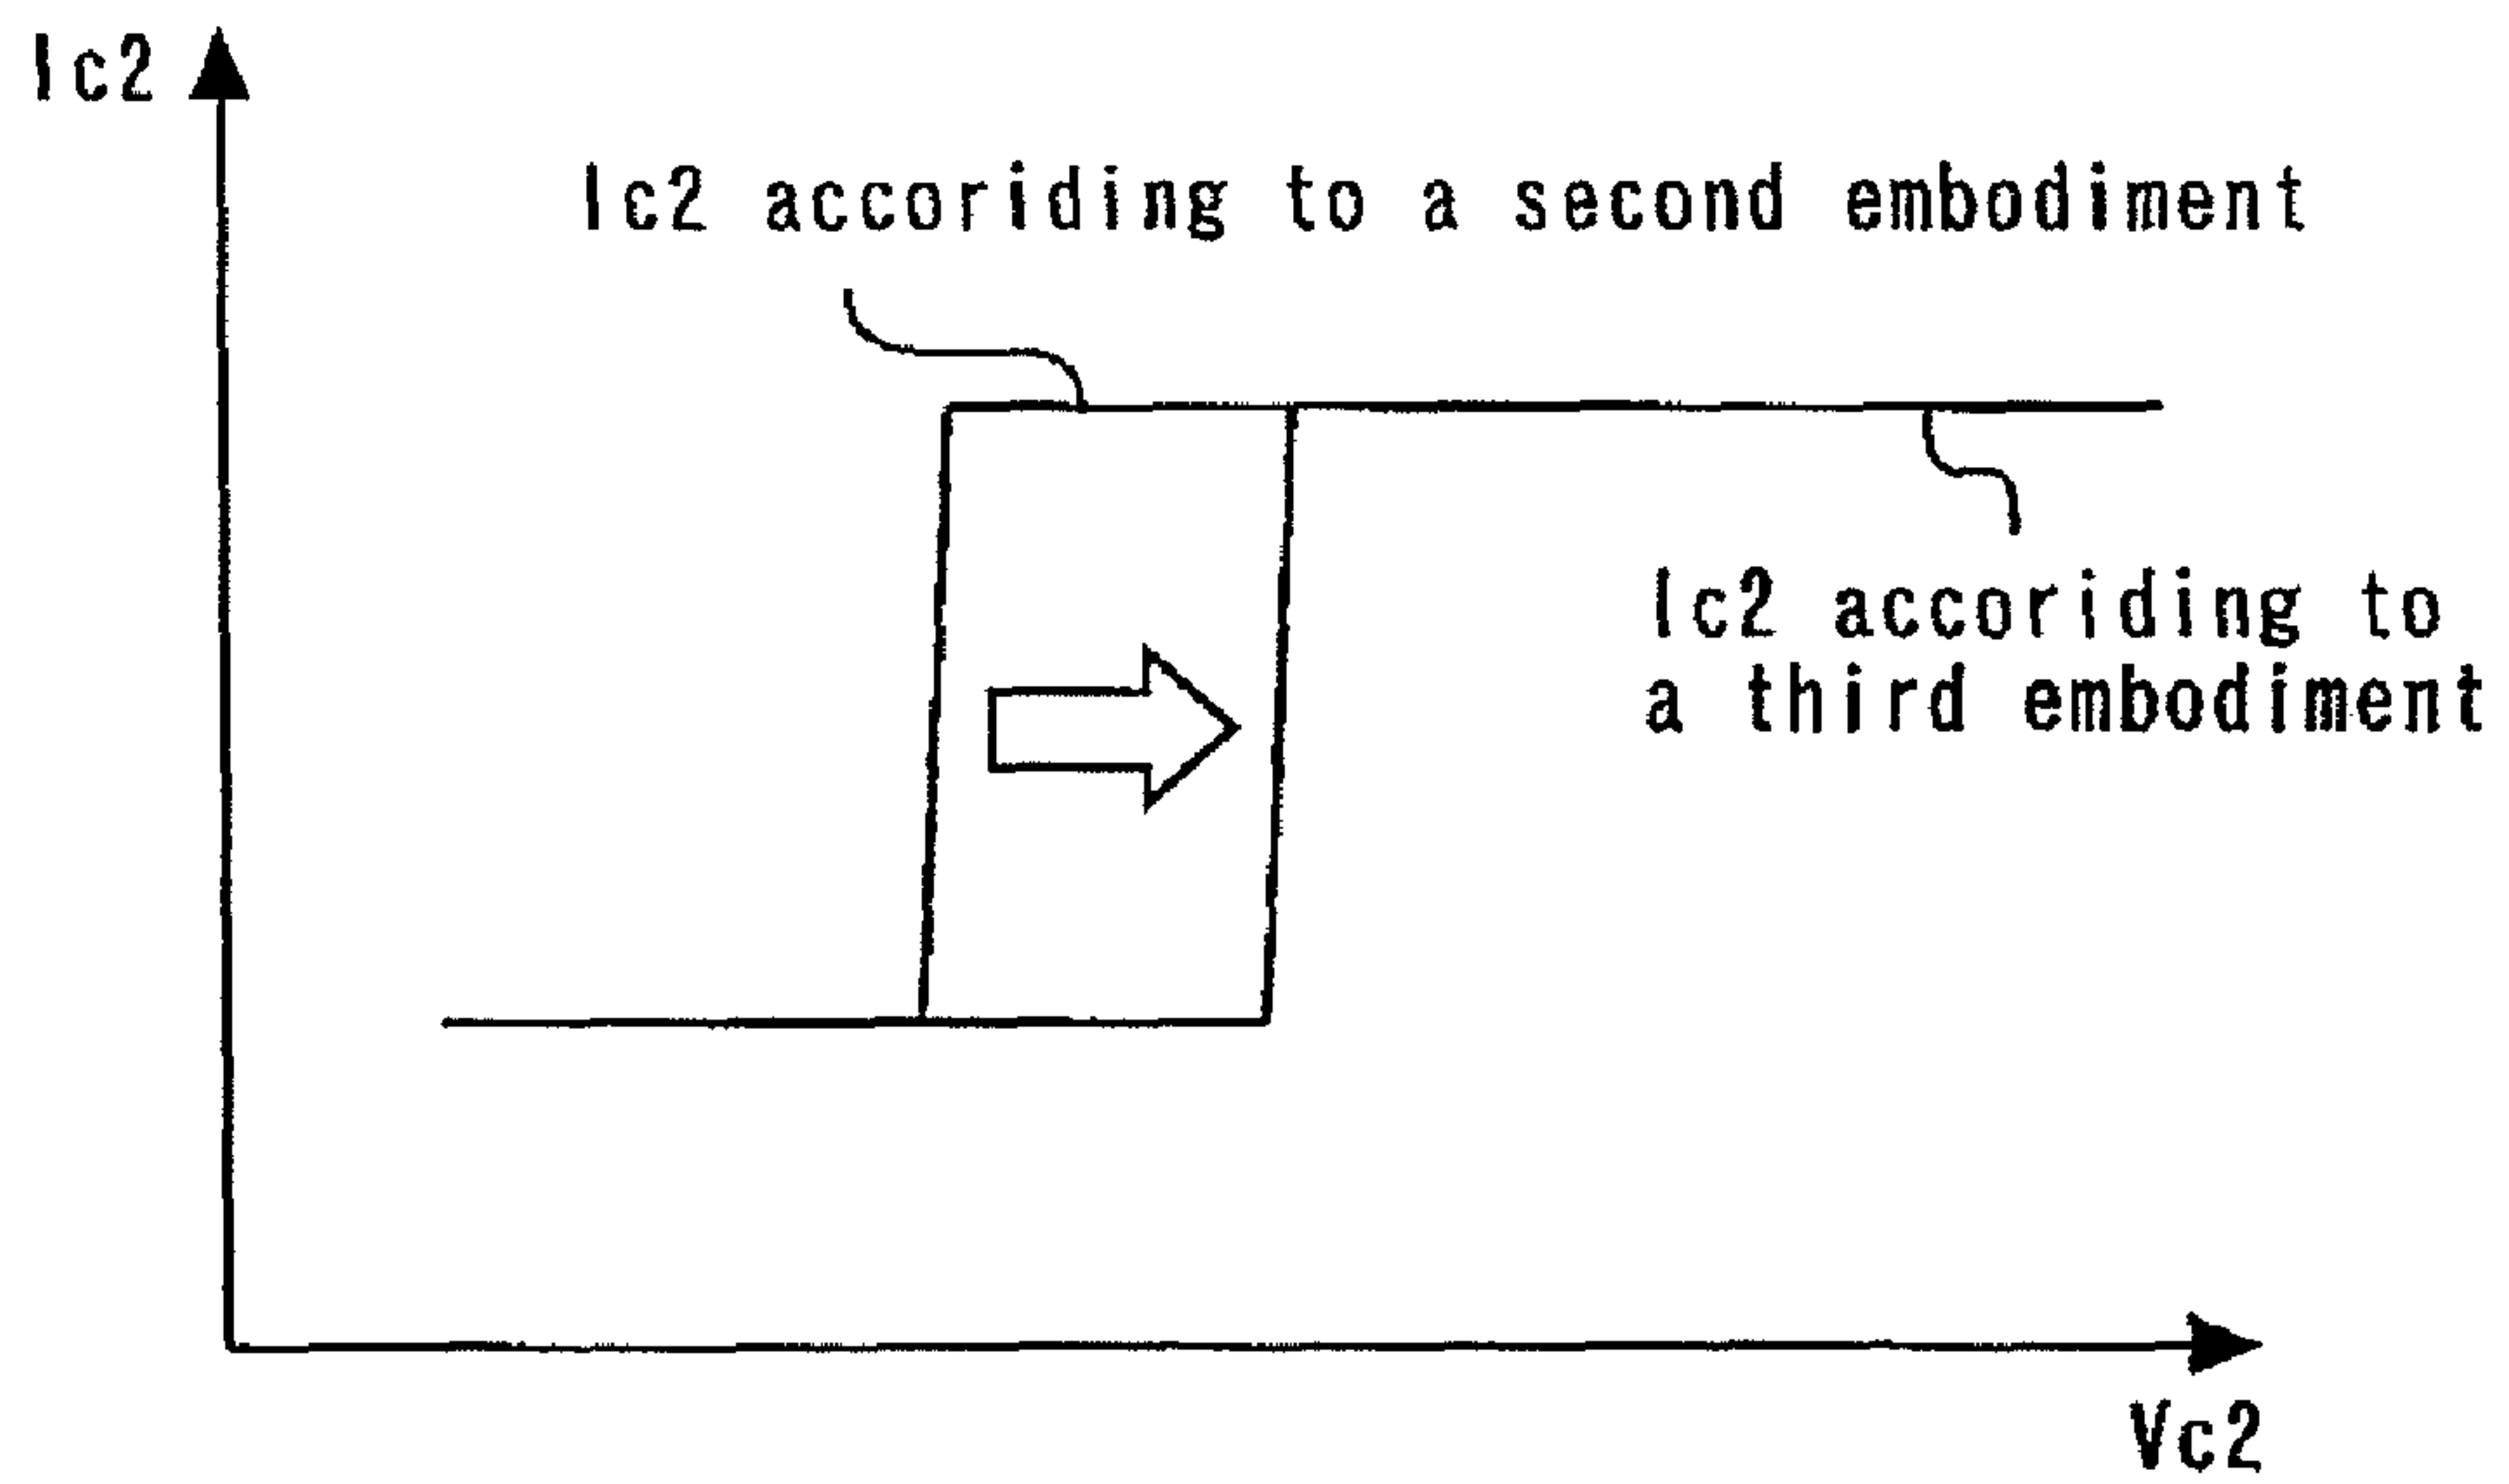 Ic2
Ic2 accoriding to a second embodiment
Ic2 accoriding to
a third embodiment
Vc2